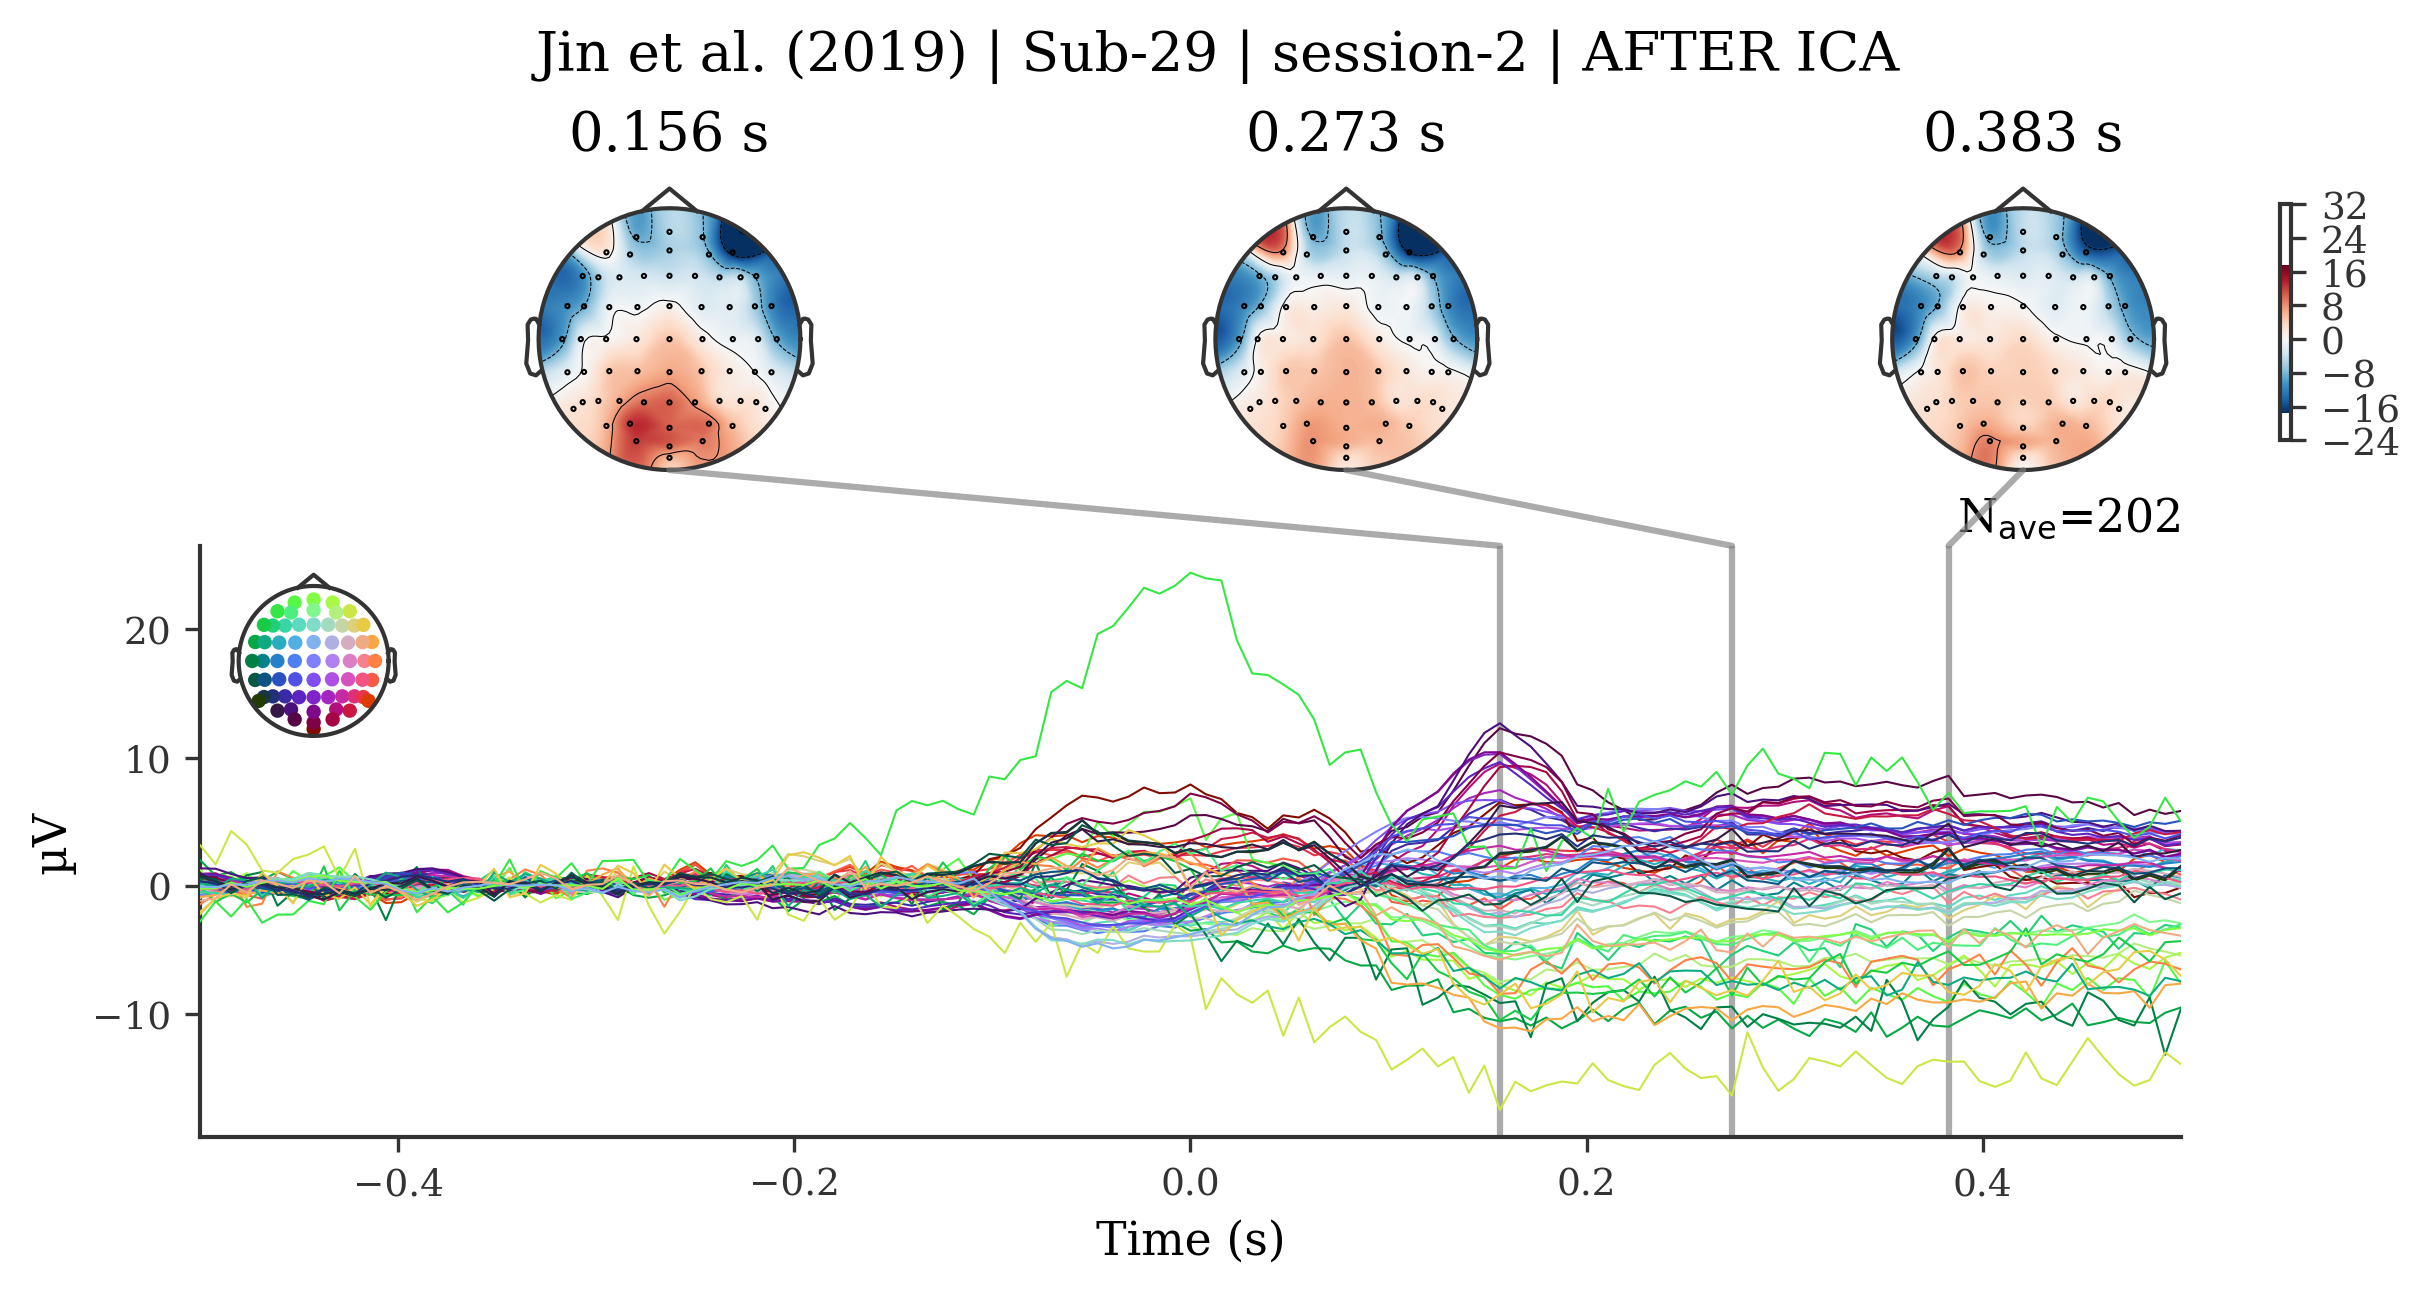 Jin et al. (2019) | Sub-29 | session-2 | AFTER ICA
0.156 s
0.273 s
0.383 s
32
24
16
8
0
−8
−16
−24
Nave=202
20
10
0
−10
µV
−0.4
−0.2
0.0
0.2
0.4
Time (s)